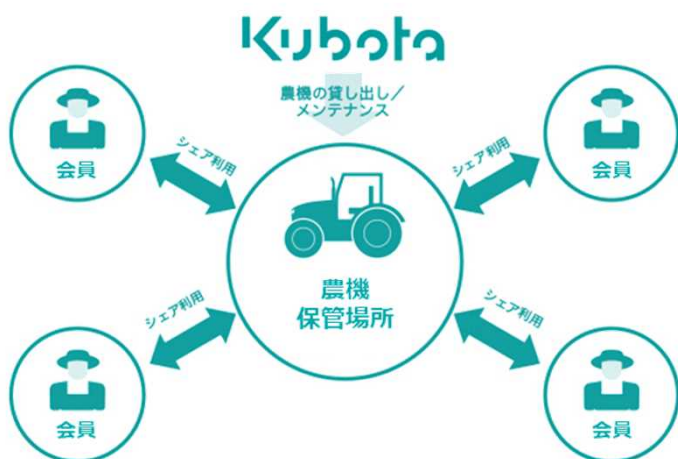 Kubota
農機の貸し出し／
メンテナンス
会員
シェア利用
シェア利用
会員
農機
保管場所
シェア利用
シェア利用
会員
会員